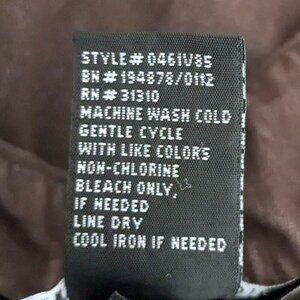 STYLE# 0461V85
BN# 194878/0112
RN# 31310
MACHINE WASH COLD
GENTLE CYCLE
WITH LIKE COLORS
NON-CHLORINE
BLEACH ONLY,
IF NEEDED
LINE DRY
COOL IRON IF NEEDED